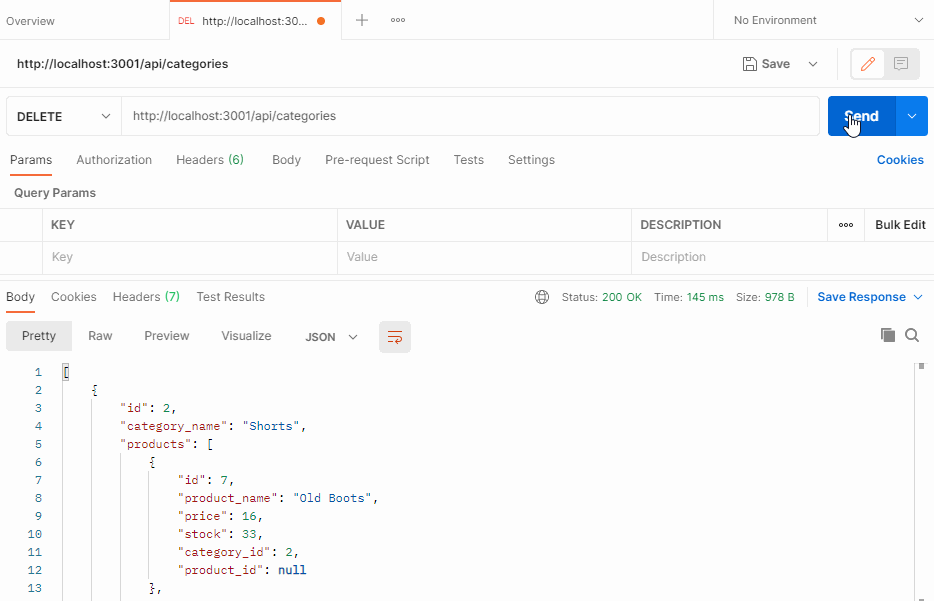 Overview DEL http://localhost:30... No Environment
http://localhost:3001/api/categories Save
DELETE http://localhost:3001/api/categories Send
Params Authorization Headers (6) Body Pre-request Script Tests Settings Cookies
Query Params
KEY VALUE DESCRIPTION Bulk Edit
Key Value Description
Body Cookies Headers (7) Test Results Status: 200 OK Time: 145 ms Size: 978 B Save Response
Pretty Raw Preview Visualize JSON
1 [
2 {
3 "id": 2,
4 "category_name": "Shorts",
5 "products": [
6 {
7 "id": 7,
8 "product_name": "Old Boots",
9 "price": 16,
10 "stock": 33,
11 "category_id": 2,
12 "product_id": null
13 },